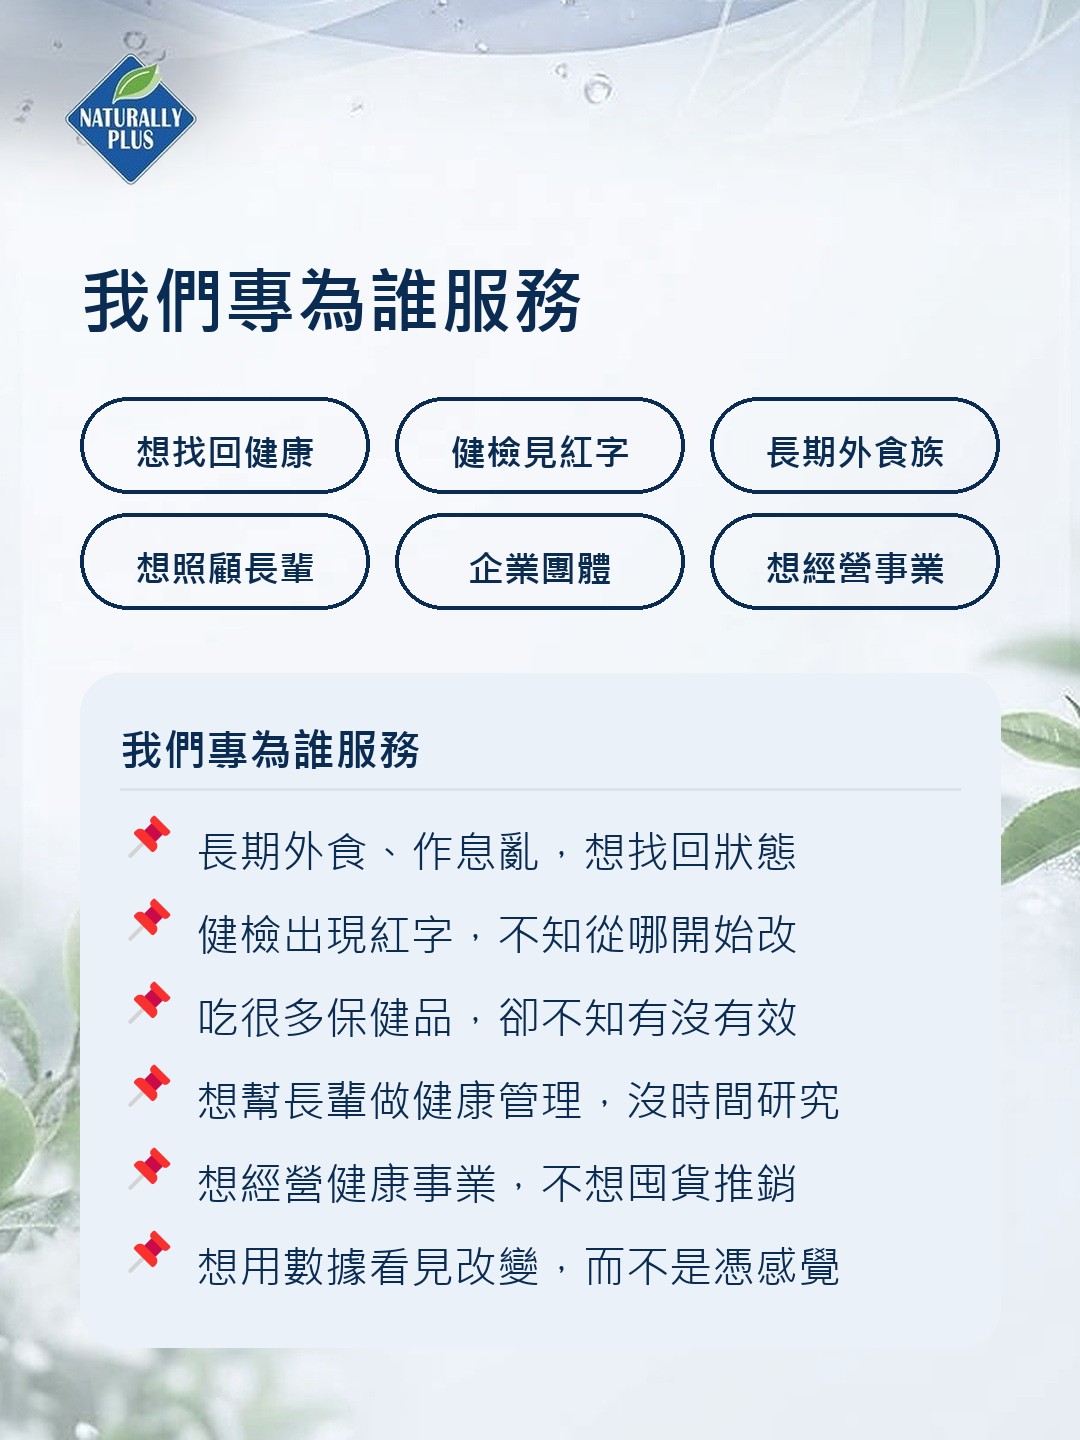 NATURALLY
PLUS
我們專為誰服務
想找回健康
健檢見紅字
長期外食族
想照顧長輩
企業團體
想經營事業
我們專為誰服務
長期外食、作息亂，想找回狀態
健檢出現紅字，不知從哪開始改
吃很多保健品，卻不知有沒有效
想幫長輩做健康管理，沒時間研究
想經營健康事業，不想囤貨推銷
想用數據看見改變，而不是憑感覺